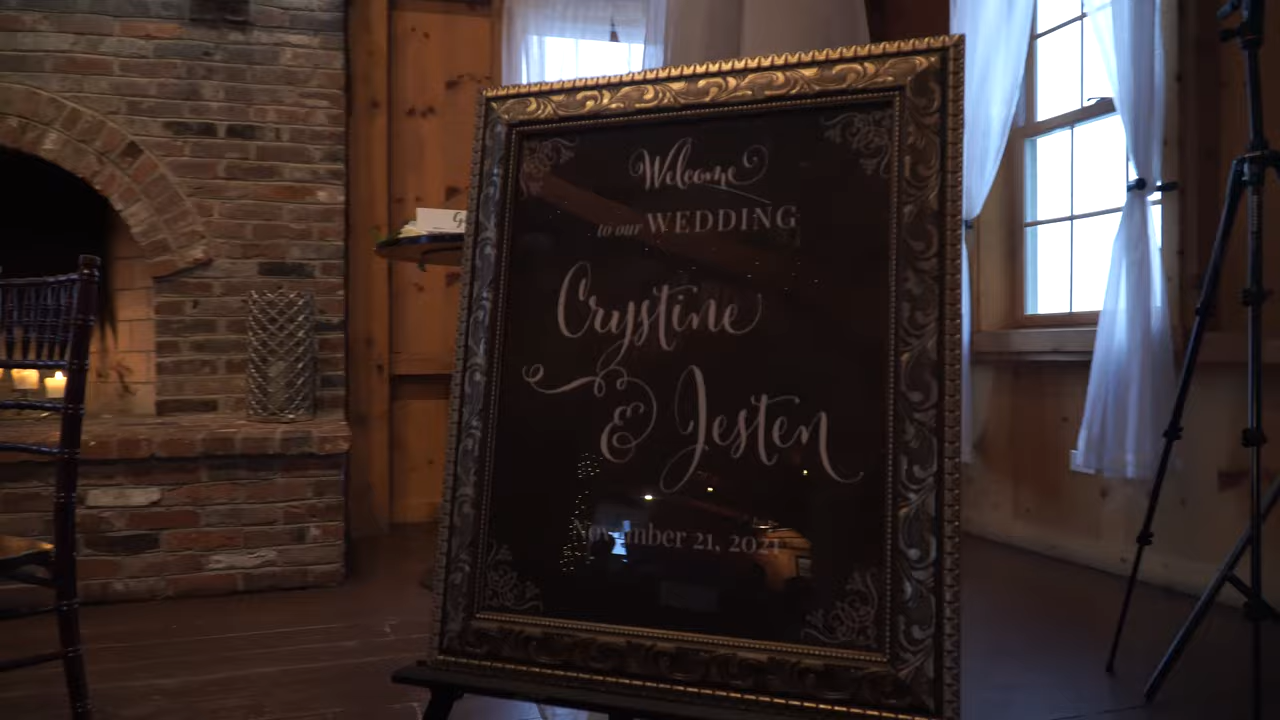 Welcome
to our WEDDING
Crystine
& Jesten
November 21, 2021